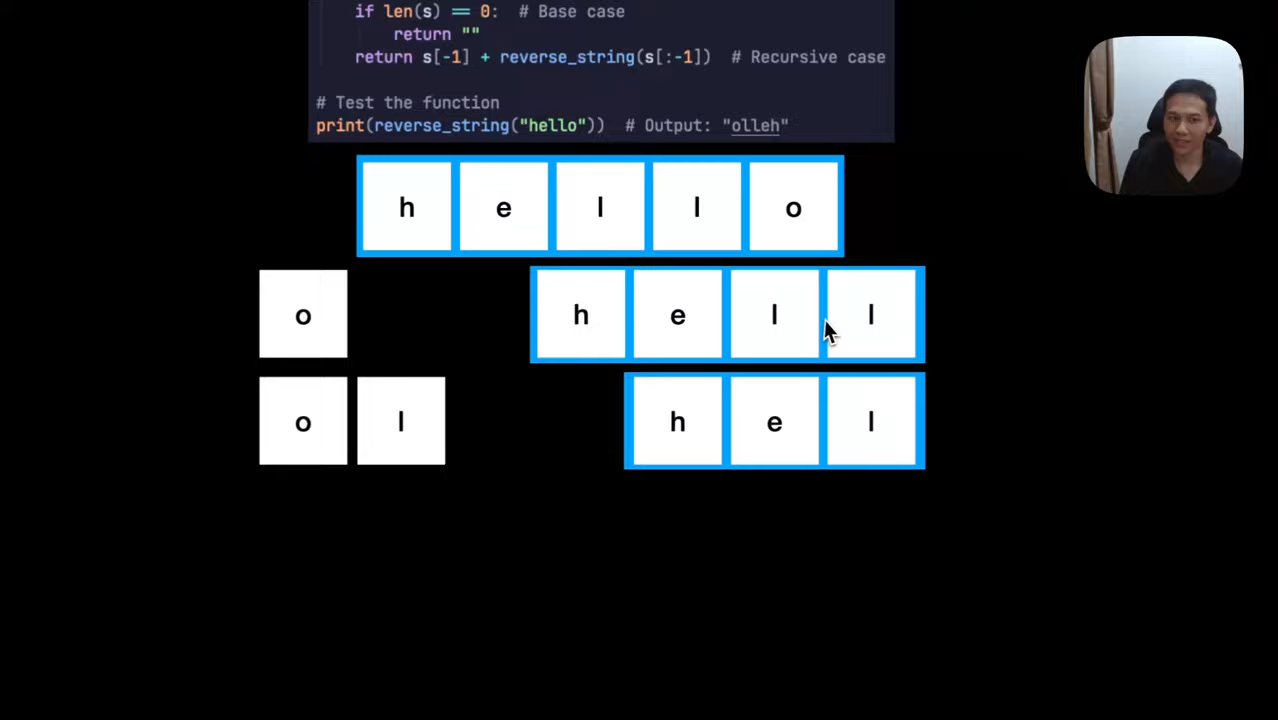 if len(s) == 0:  # Base case
return ""
return s[-1] + reverse_string(s[:-1])  # Recursive case
# Test the function
print(reverse_string("hello"))  # Output: "olleh"
h e l l o
o h e l l
o l h e l